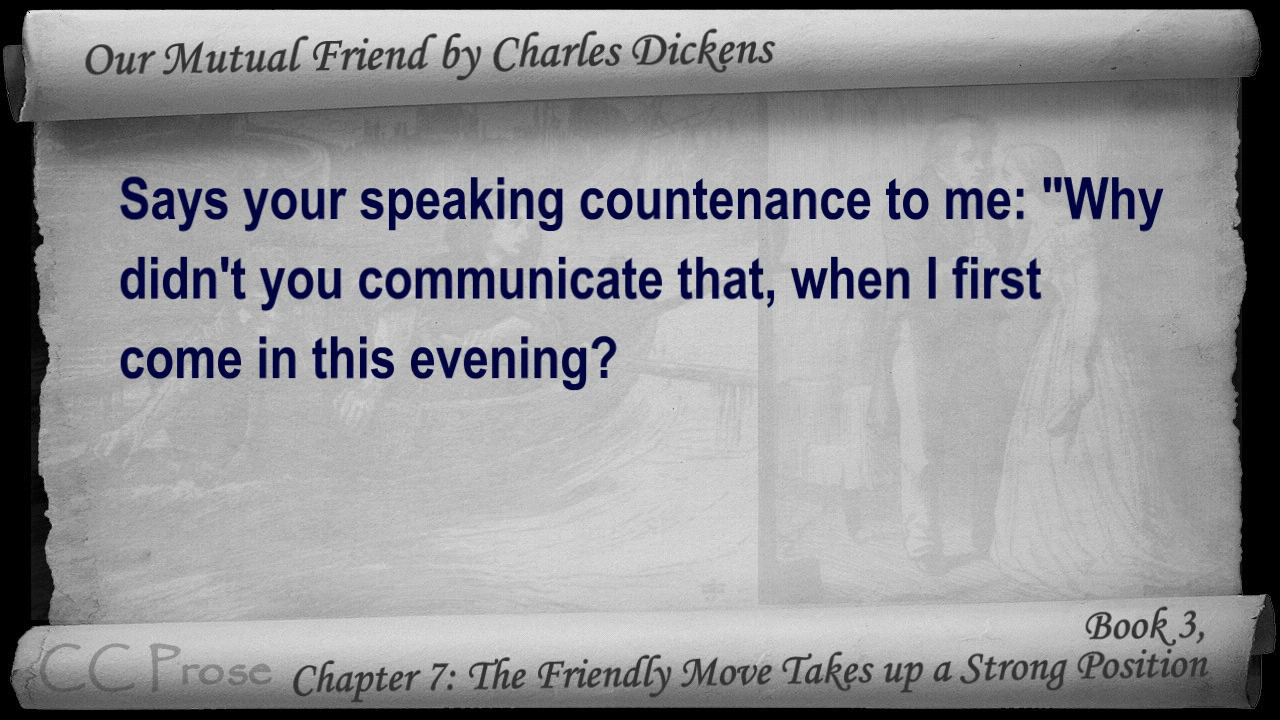 Our Mutual Friend by Charles Dickens
Says your speaking countenance to me: "Why
didn't you communicate that, when I first
come in this evening?
Book 3,
CC Prose
Chapter 7: The Friendly Move Takes up a Strong Position